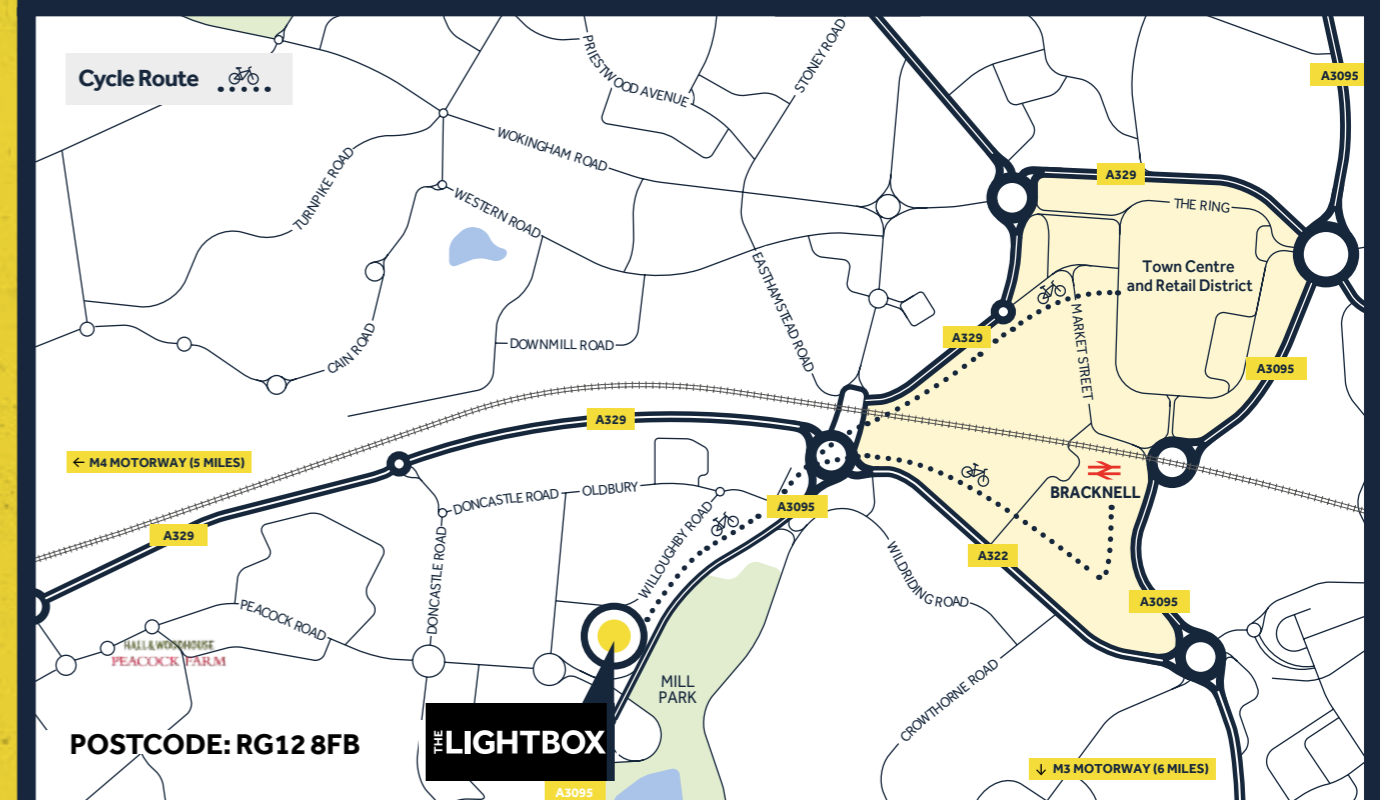 Cycle Route
A3095
PRIESTWOOD AVENUE
STONEY ROAD
WOKINGHAM ROAD
TURNPIKE ROAD
A329
WESTERN ROAD
THE RING
Town Centre
and Retail District
EASTHAMSTEAD ROAD
MARKET STREET
CAIN ROAD
DOWNMILL ROAD
A329
A3095
A329
← M4 MOTORWAY (5 MILES)
BRACKNELL
DONCASTLE ROAD
OLDBURY
A3095
A329
WILLOUGHBY ROAD
DONCASTLE ROAD
WILDRIDING ROAD
A322
A3095
PEACOCK ROAD
HALL & WOODHOUSE
PEACOCK FARM
MILL
PARK
CROWTHORNE ROAD
POSTCODE: RG12 8FB
THE LIGHTBOX
↓ M3 MOTORWAY (6 MILES)
A3095